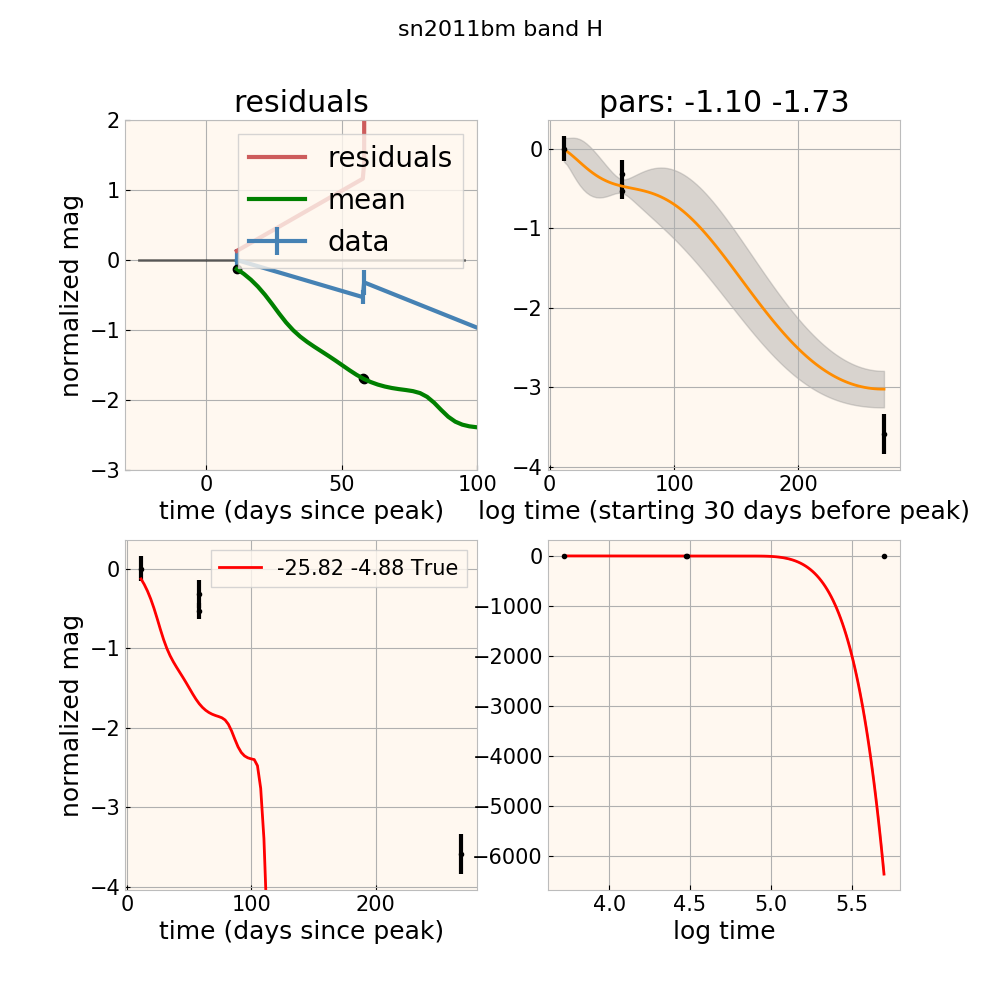 sn2011bm band H
residuals
pars: -1.10 -1.73
2
1
0
−1
−2
−3
normalized mag
residuals
mean
data
0
50
100
time (days since peak)
0
−1
−2
−3
−4
0
100
200
log time (starting 30 days before peak)
0
−1
−2
−3
−4
normalized mag
-25.82 -4.88 True
0
100
200
time (days since peak)
0
−1000
−2000
−3000
−4000
−5000
−6000
4.0
4.5
5.0
5.5
log time